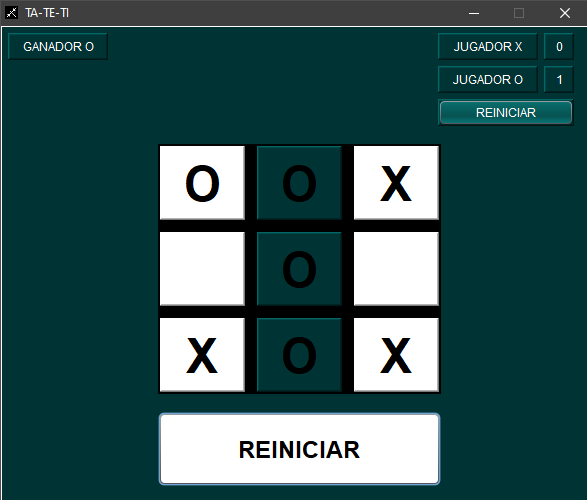 TA-TE-TI
GANADOR O
JUGADOR X 0
JUGADOR O 1
REINICIAR
O O X
O
X O X
REINICIAR